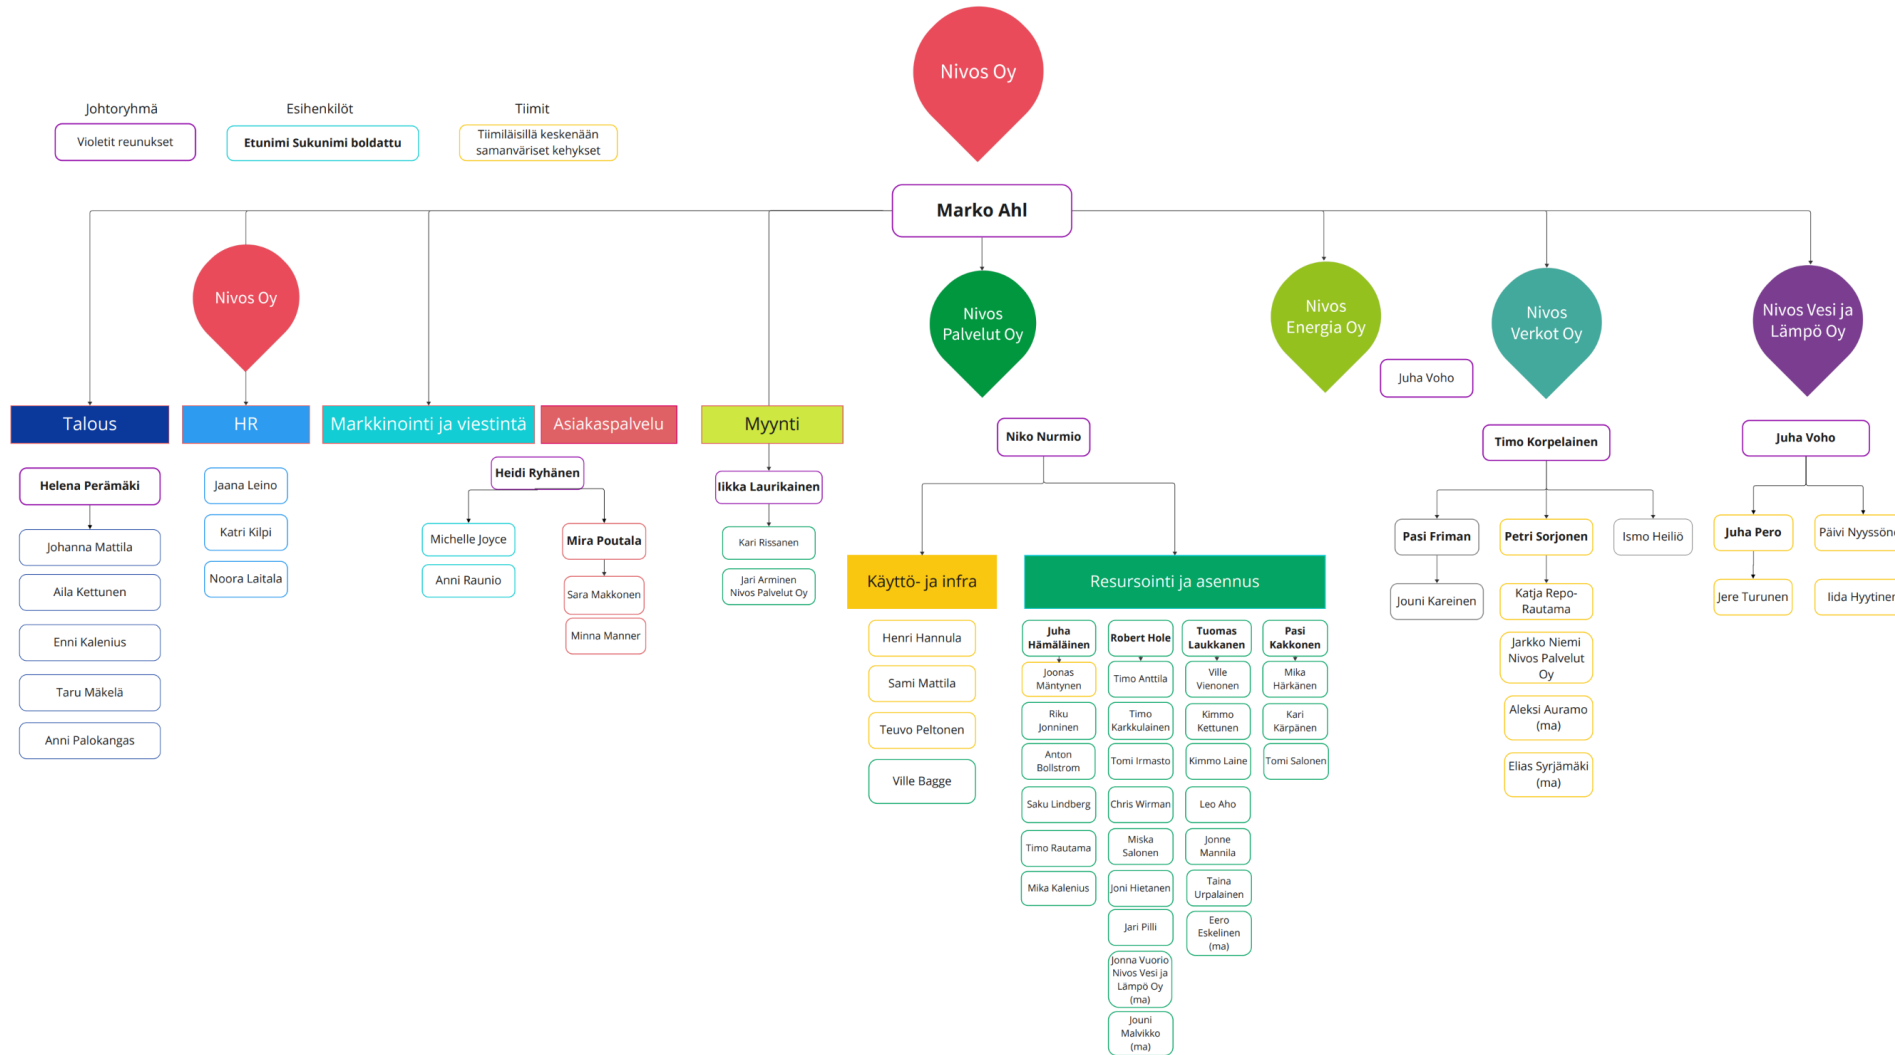 Nivos Oy
Johtoryhmä
Esihenkilöt
Tiimit
Violetit reunukset
Etunimi Sukunimi boldattu
Tiimiläisillä keskenään
samanväriset kehykset
Marko Ahl
Nivos Oy
Nivos
Palvelut Oy
Nivos
Energia Oy
Nivos
Verkot Oy
Nivos Vesi ja
Lämpö Oy
Juha Voho
Talous
HR
Markkinointi ja viestintä
Asiakaspalvelu
Myynti
Helena Perämäki
Johanna Mattila
Aila Kettunen
Enni Kalenius
Taru Mäkelä
Anni Palokangas
Jaana Leino
Katri Kilpi
Noora Laitala
Heidi Ryhänen
Michelle Joyce
Anni Raunio
Mira Poutala
Sara Makkonen
Minna Manner
Iikka Laurikainen
Kari Rissanen
Jari Arminen
Nivos Palvelut Oy
Niko Nurmio
Käyttö- ja infra
Henri Hannula
Sami Mattila
Teuvo Peltonen
Ville Bagge
Resursointi ja asennus
Juha
Hämäläinen
Joonas
Mäntynen
Riku
Jonninen
Anton
Bollstrom
Saku Lindberg
Timo Rautama
Mika Kalenius
Robert Hole
Timo Anttila
Timo
Karkkulainen
Tomi Irmasto
Chris Wirman
Miska
Salonen
Joni Hietanen
Jari Pilli
Jonna Vuorio
Nivos Vesi ja
Lämpö Oy
(ma)
Jouni
Malvikko
(ma)
Tuomas
Laukkanen
Ville
Vienonen
Kimmo
Kettunen
Kimmo Laine
Leo Aho
Jonne
Mannila
Taina
Urpalainen
Eero
Eskelinen
(ma)
Pasi
Kakkonen
Mika
Härkänen
Kari
Kärpänen
Tomi Salonen
Timo Korpelainen
Pasi Friman
Jouni Kareinen
Petri Sorjonen
Katja Repo-
Rautama
Jarkko Niemi
Nivos Palvelut
Oy
Aleksi Auramo
(ma)
Elias Syrjämäki
(ma)
Ismo Heiliö
Juha Voho
Juha Pero
Jere Turunen
Päivi Nyyssöne
Iida Hyytiner